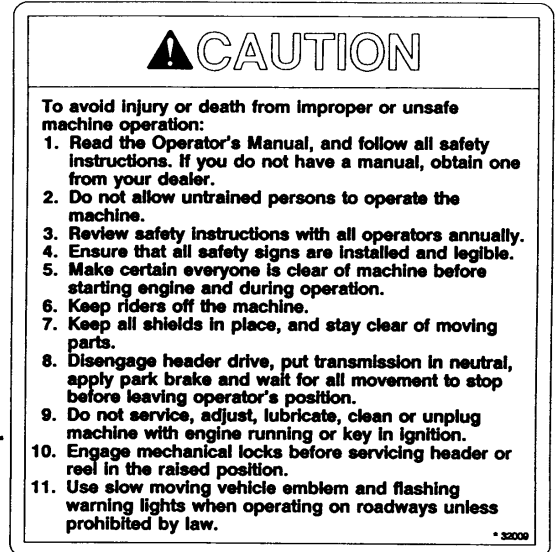 CAUTION
To avoid injury or death from improper or unsafe
machine operation:
1. Read the Operator's Manual, and follow all safety
instructions. If you do not have a manual, obtain one
from your dealer.
2. Do not allow untrained persons to operate the
machine.
3. Review safety instructions with all operators annually.
4. Ensure that all safety signs are installed and legible.
5. Make certain everyone is clear of machine before
starting engine and during operation.
6. Keep riders off the machine.
7. Keep all shields in place, and stay clear of moving
parts.
8. Disengage header drive, put transmission in neutral,
apply park brake and wait for all movement to stop
before leaving operator's position.
9. Do not service, adjust, lubricate, clean or unplug
machine with engine running or key in ignition.
10. Engage mechanical locks before servicing header or
reel in the raised position.
11. Use slow moving vehicle emblem and flashing
warning lights when operating on roadways unless
prohibited by law.
* 32009